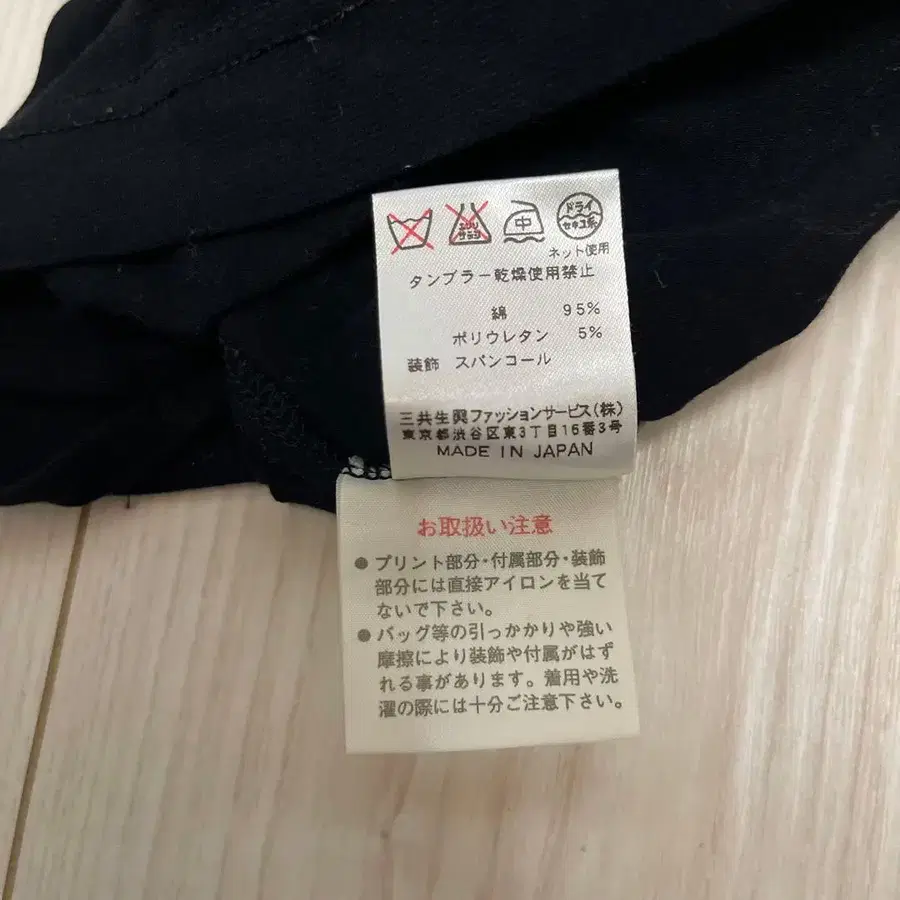 エンソ
サラシ
中
ドライ
セキユ系
ネット使用
タンブラー乾燥使用禁止
綿 95%
ポリウレタン 5%
装飾 スパンコール
三共生興ファッションサービス(株)
東京都渋谷区東3丁目16番3号
MADE IN JAPAN
お取扱い注意
●プリント部分・付属部分・装飾
部分には直接アイロンを当て
ないで下さい。
●バッグ等の引っかかりや強い
摩擦により装飾や付属がはず
れる事があります。着用や洗
濯の際には十分ご注意下さい。